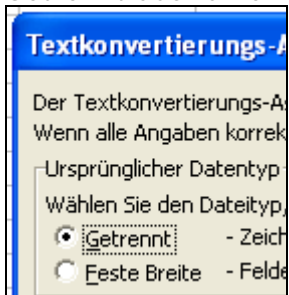 Textkonvertierungs-A
Der Textkonvertierungs-As
Wenn alle Angaben korrek
Ursprünglicher Datentyp
Wählen Sie den Dateityp,
Getrennt - Zeich
Feste Breite - Felde